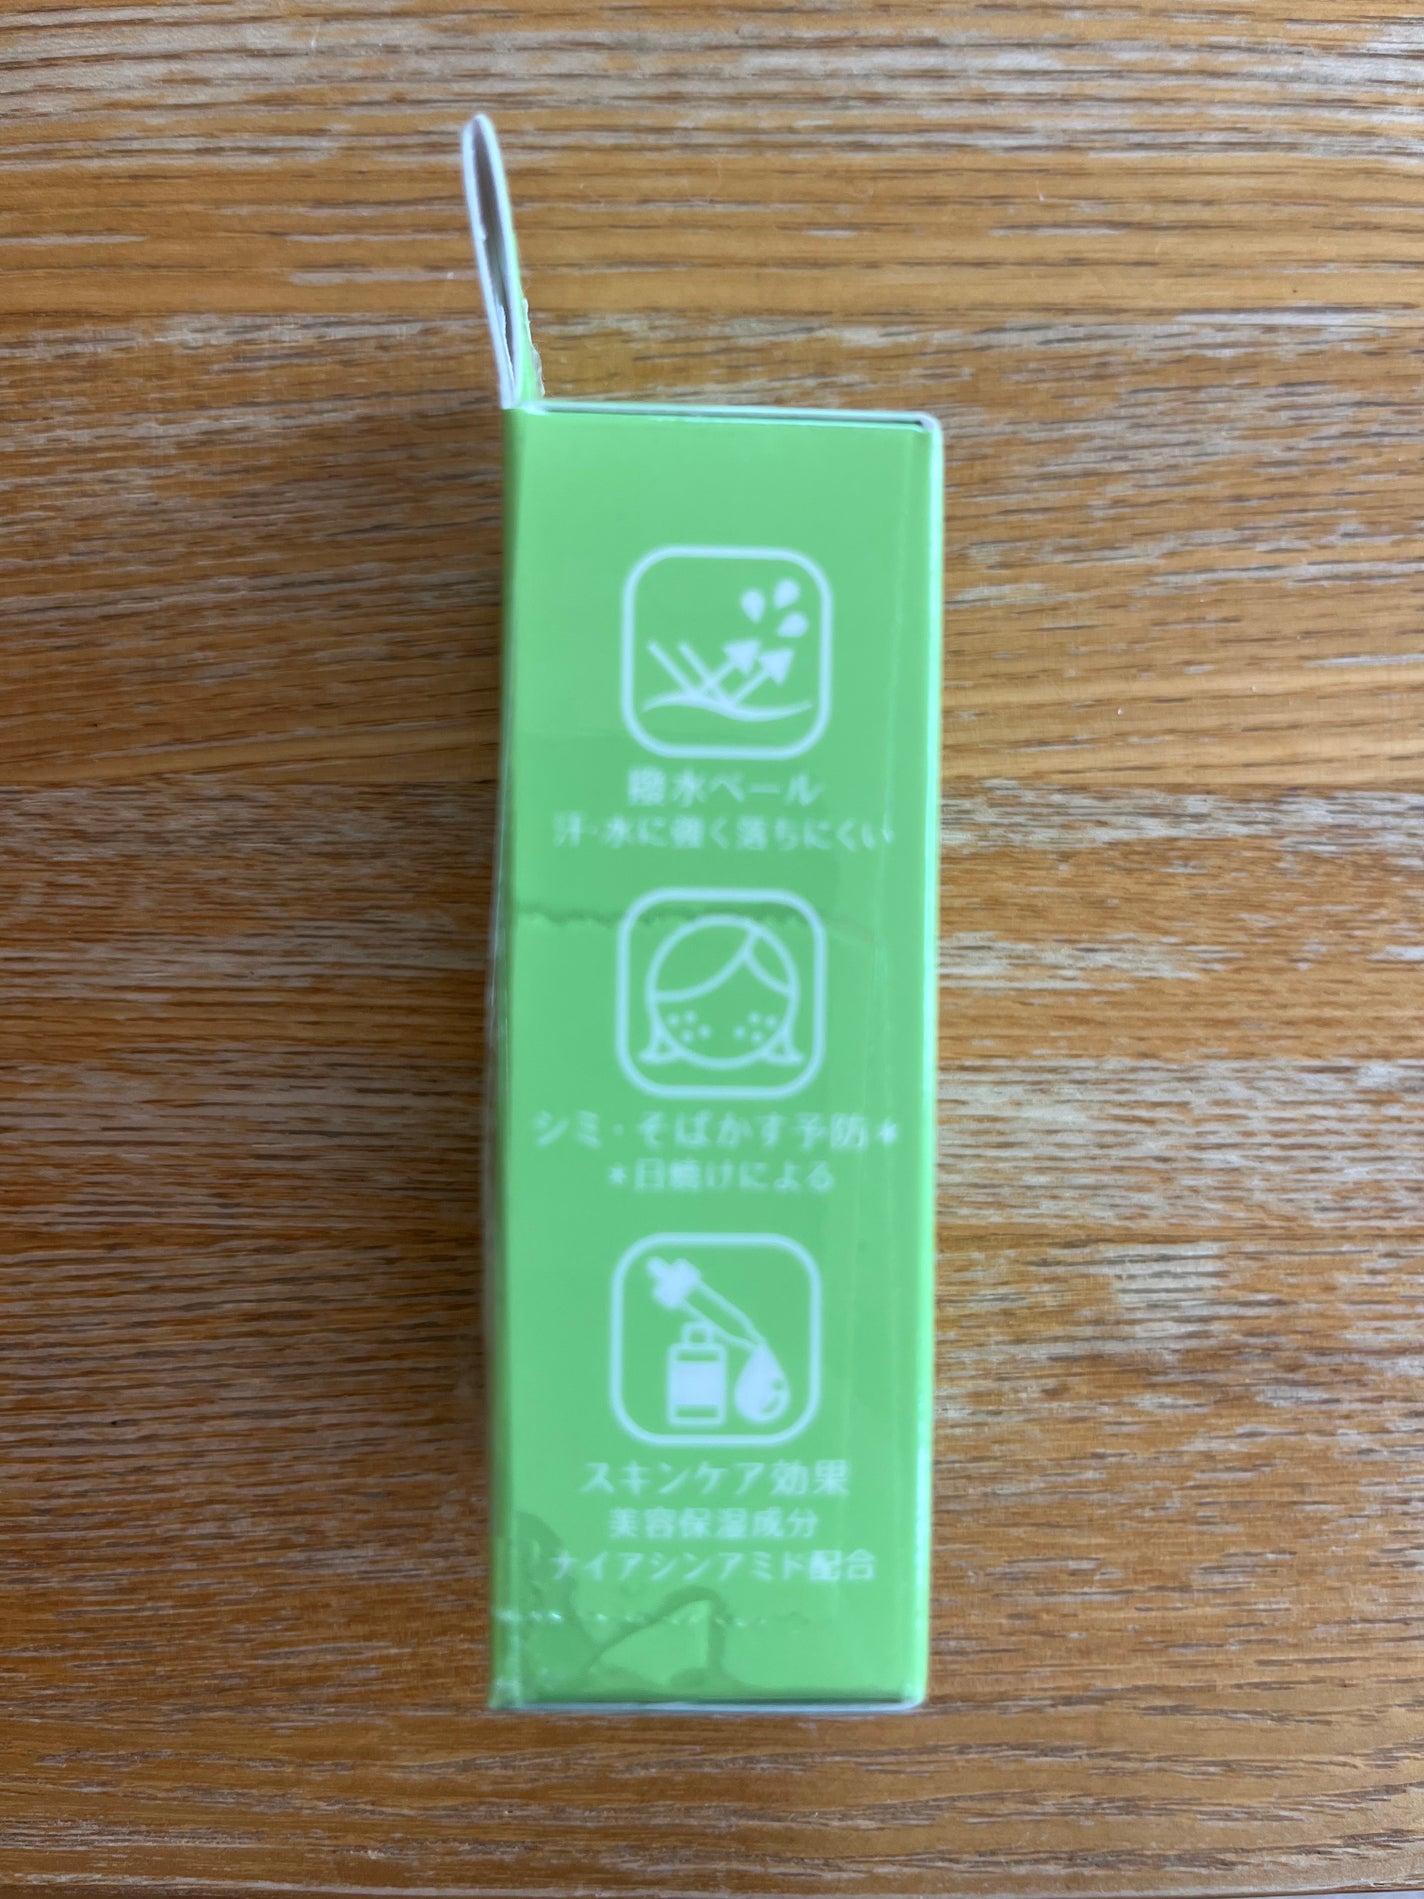 撥水ベール
汗・水に強く落ちにくい
シミ・そばかす予防*
*日焼けによる
スキンケア効果
美容保湿成分
ナイアシンアミド配合